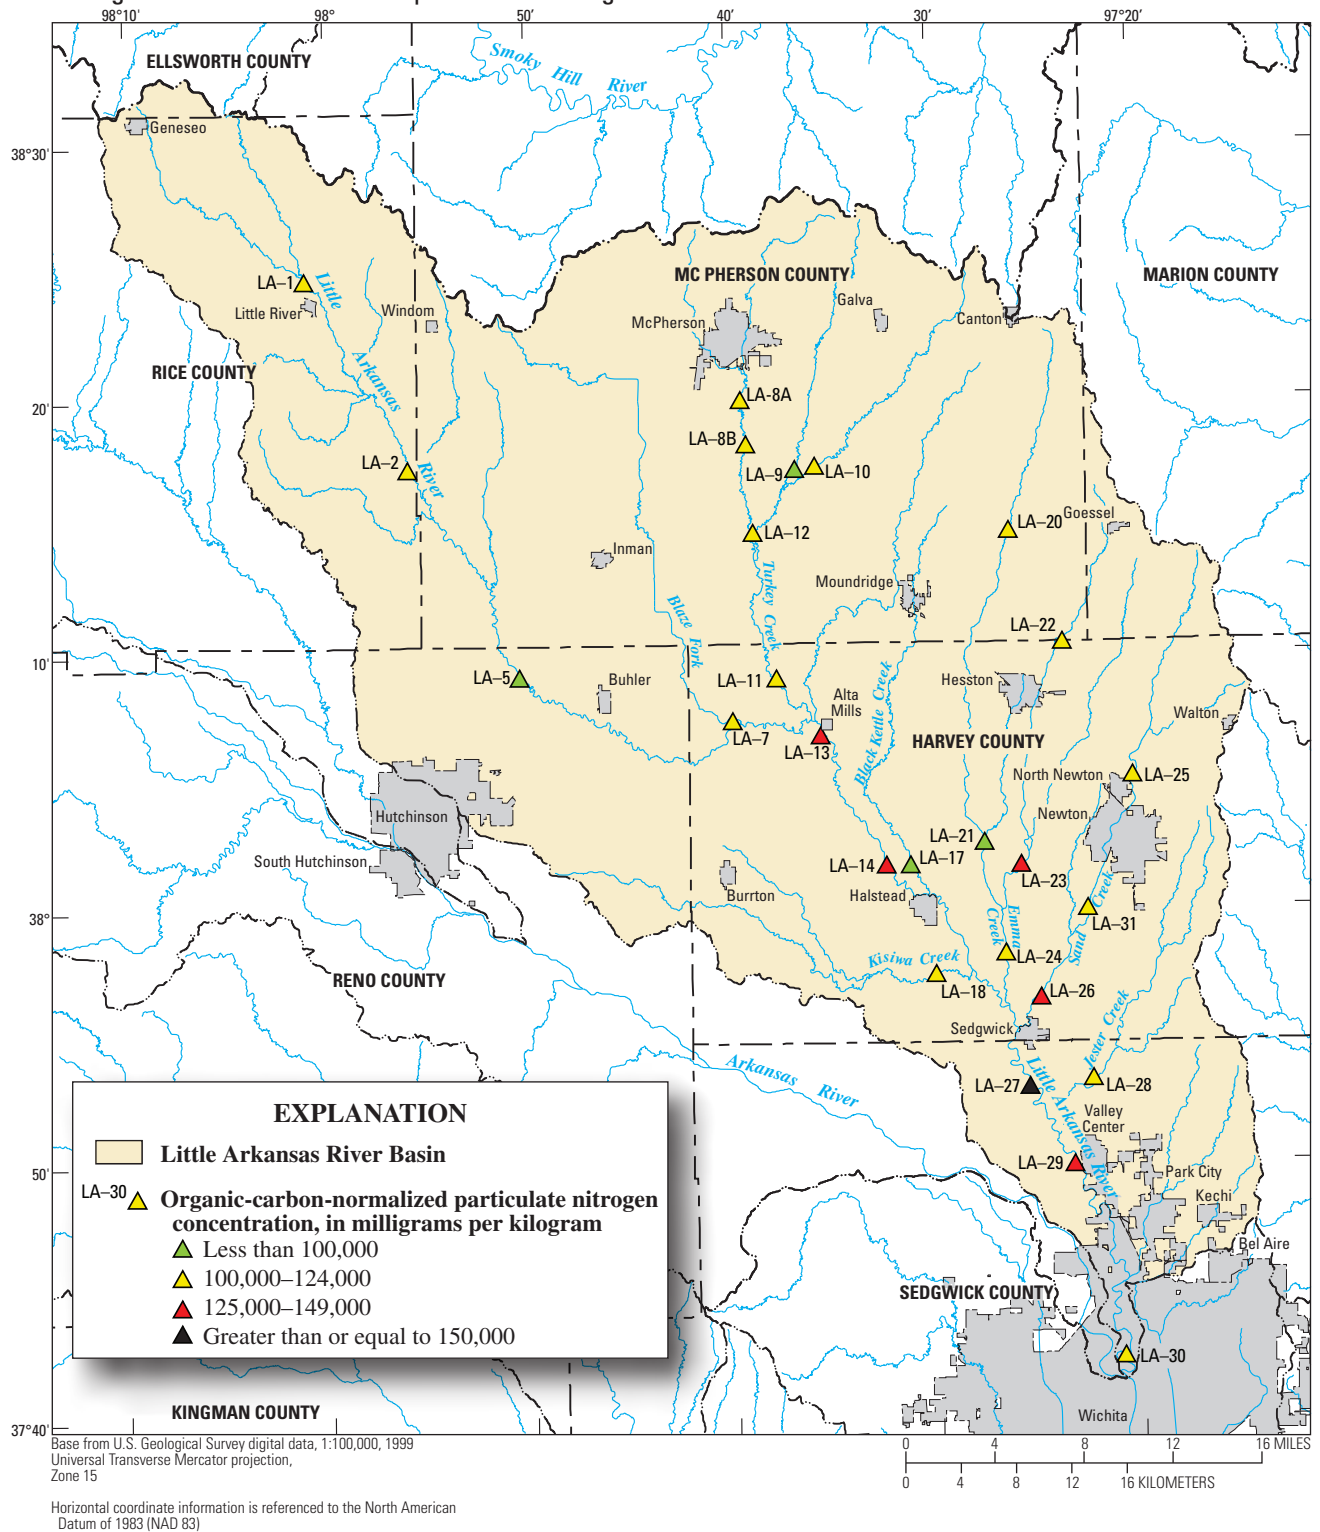 98°10'
98°
50'
40'
30'
97°20'
ELLSWORTH COUNTY
Smoky Hill River
Geneseo
38°30'
MC PHERSON COUNTY
MARION COUNTY
LA–1
Little River
Little
Windom
McPherson
Galva
Canton
RICE COUNTY
Arkansas
20'
LA-8A
LA–8B
LA–2
River
LA–9
LA–10
LA–12
LA–20
Goessel
Inman
Turkey Creek
Moundridge
Blaze Fork
LA–22
10'
LA–5
Buhler
LA–11
Alta
Mills
Black Kettle Creek
Hesston
Walton
LA–7
LA–13
HARVEY COUNTY
North Newton
LA–25
Hutchinson
Newton
South Hutchinson
LA–21
LA–14
LA–17
LA–23
Burrton
Halstead
38°
Emma
Creek
Sand Creek
LA–31
LA–24
Kisiwa Creek
RENO COUNTY
LA–18
LA–26
Sedgwick
Jester Creek
Arkansas River
Little Arkansas River
LA–27
LA–28
Valley
Center
LA–29
Park City
Kechi
Bel Aire
50'
EXPLANATION
Little Arkansas River Basin
LA–30
Organic-carbon-normalized particulate nitrogen
concentration, in milligrams per kilogram
Less than 100,000
100,000–124,000
125,000–149,000
Greater than or equal to 150,000
SEDGWICK COUNTY
LA–30
Wichita
KINGMAN COUNTY
37°40'
Base from U.S. Geological Survey digital data, 1:100,000, 1999
Universal Transverse Mercator projection,
Zone 15
Horizontal coordinate information is referenced to the North American
Datum of 1983 (NAD 83)
0 4 8 12 16 MILES
0 4 8 12 16 KILOMETERS